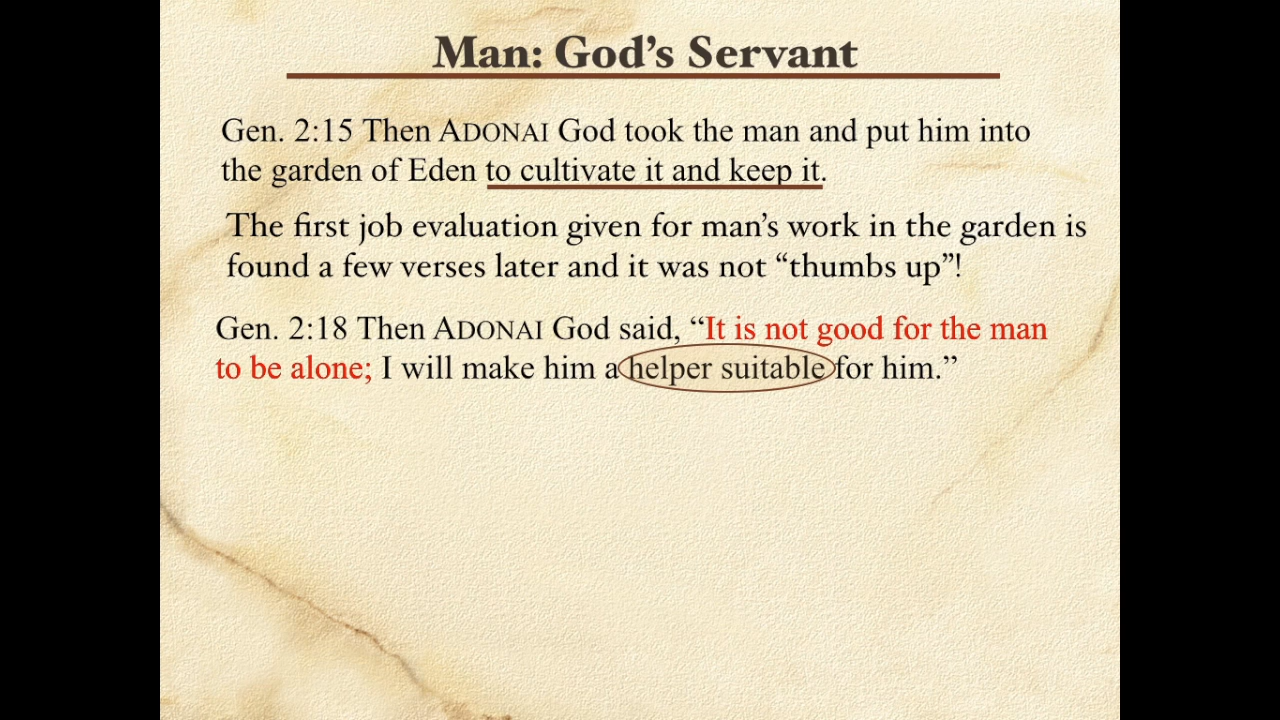 Man: God’s Servant
Gen. 2:15 Then ADONAI God took the man and put him into
the garden of Eden to cultivate it and keep it.
The first job evaluation given for man’s work in the garden is
found a few verses later and it was not “thumbs up”!
Gen. 2:18 Then ADONAI God said, “It is not good for the man
to be alone; I will make him a helper suitable for him.”